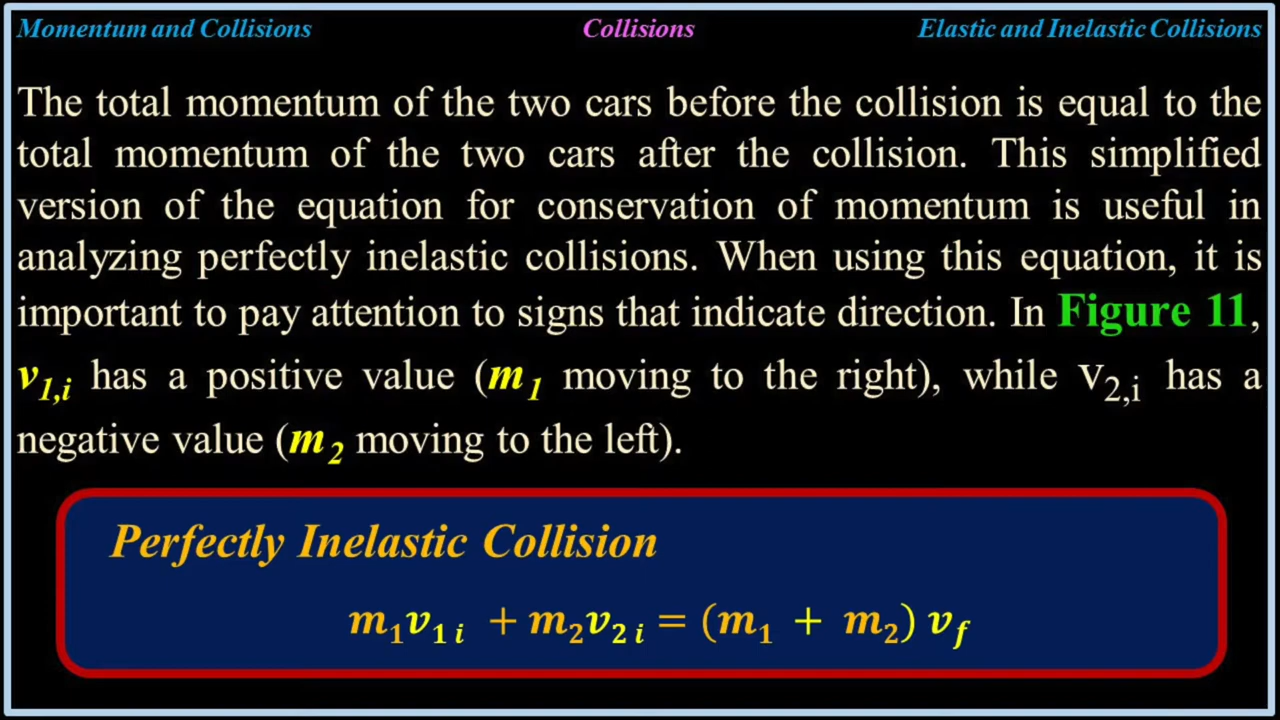 Momentum and Collisions Collisions Elastic and Inelastic Collisions
The total momentum of the two cars before the collision is equal to the
total momentum of the two cars after the collision. This simplified
version of the equation for conservation of momentum is useful in
analyzing perfectly inelastic collisions. When using this equation, it is
important to pay attention to signs that indicate direction. In Figure 11,
v1,i has a positive value (m1 moving to the right), while v2,i has a
negative value (m2 moving to the left).
Perfectly Inelastic Collision
m1v1i + m2v2i = (m1 + m2) vf